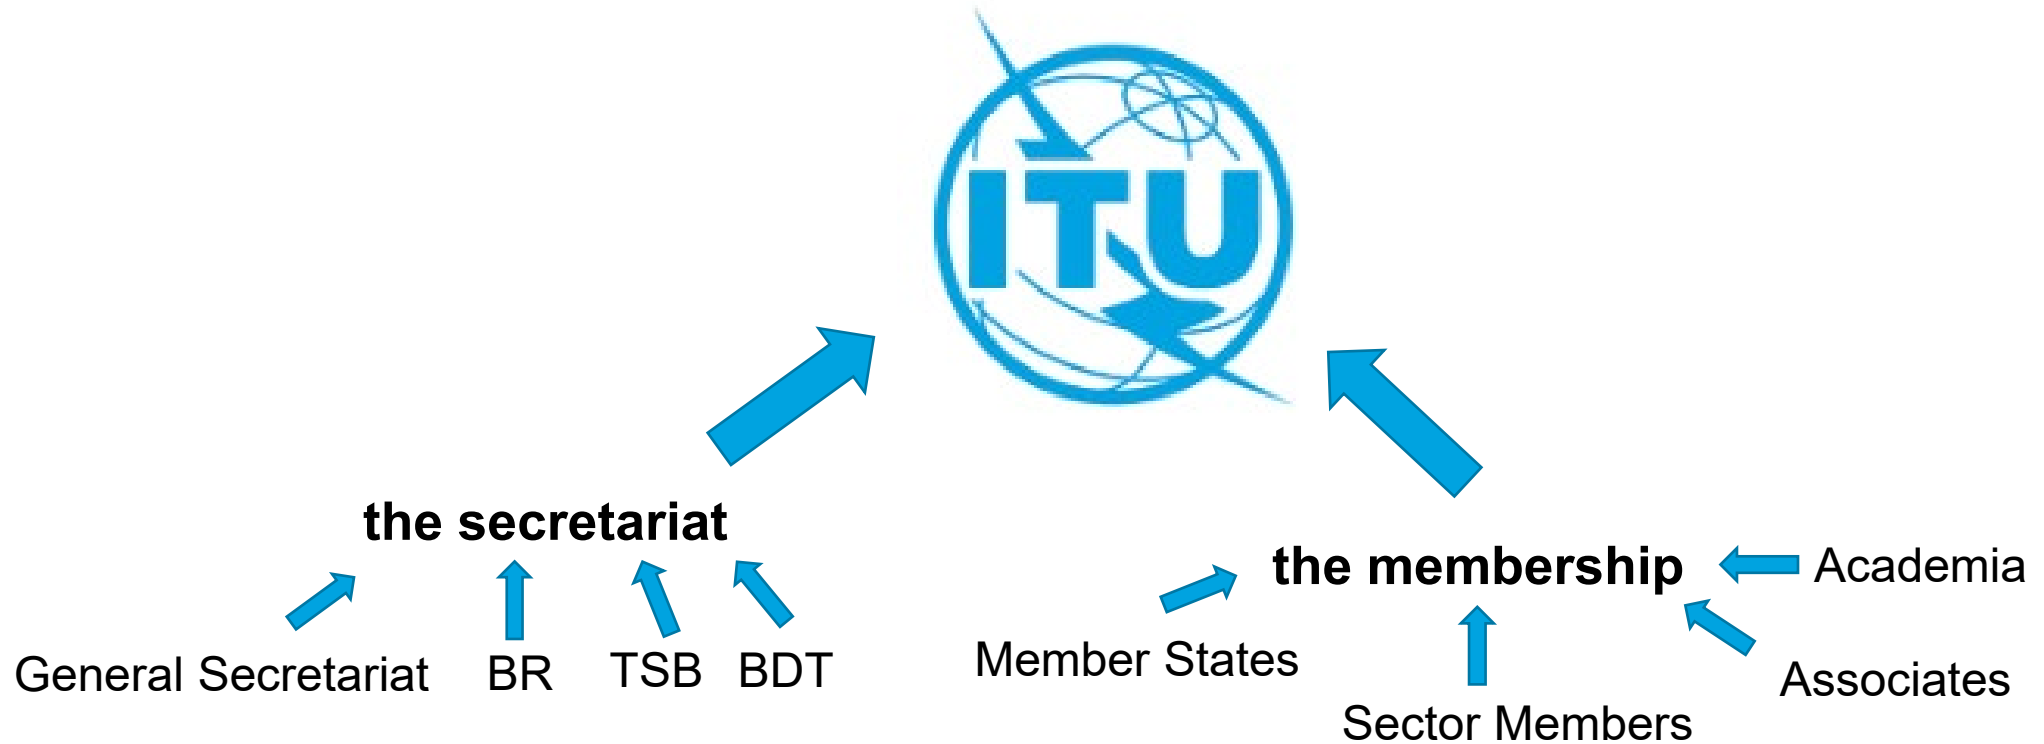 ITU
the secretariat
the membership
Academia
General Secretariat
BR
TSB
BDT
Member States
Associates
Sector Members